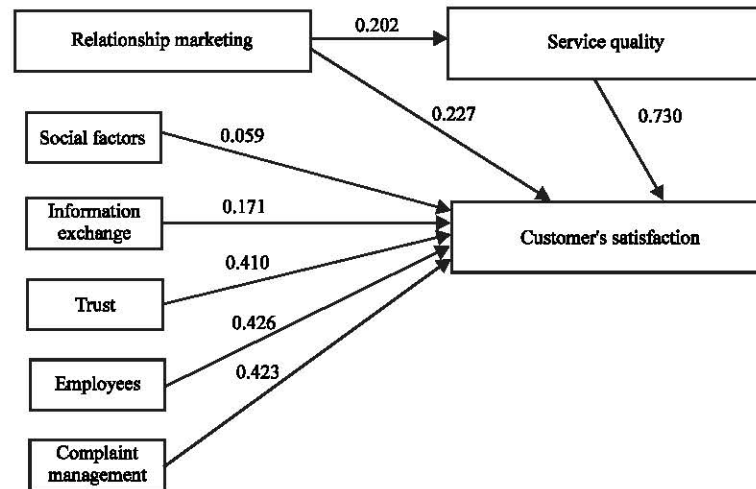 Relationship marketing
0.202
Service quality
0.227
0.730
Social factors
0.059
Information
exchange
0.171
Customer's satisfaction
0.410
Trust
0.426
Employees
0.423
Complaint
management